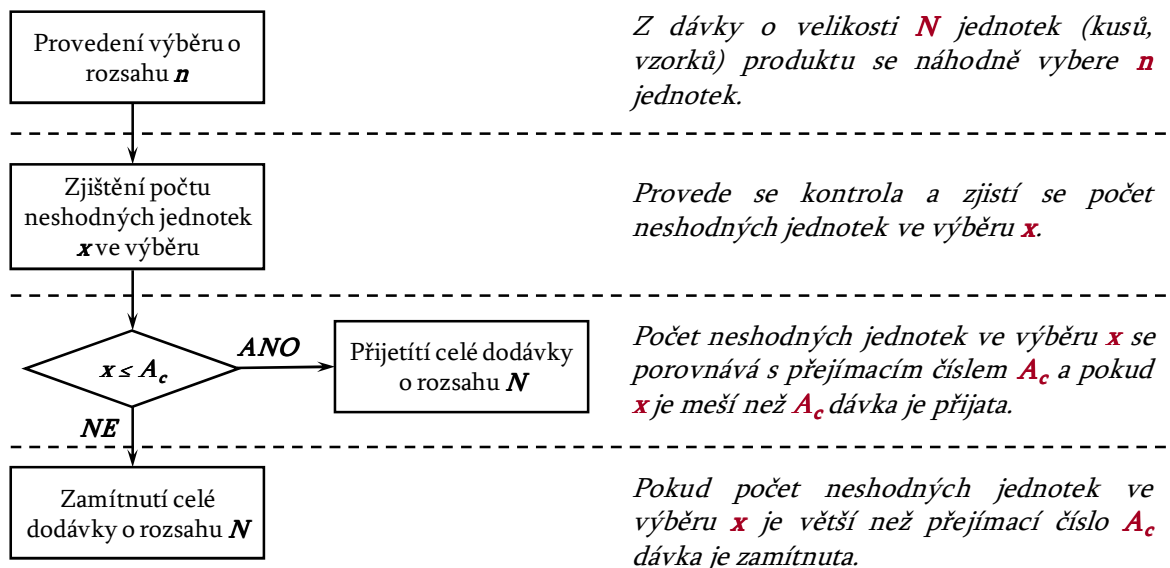 Provedení výběru o
rozsahu n
Z dávky o velikosti N jednotek (kusů,
vzorků) produktu se náhodně vybere n
jednotek.
Zjištění počtu
neshodných jednotek
x ve výběru
Provede se kontrola a zjistí se počet
neshodných jednotek ve výběru x.
x ≤ Ac
ANO
NE
Přijetítí celé dodávky
o rozsahu N
Počet neshodných jednotek ve výběru x se
porovnává s přejímacím číslem Ac a pokud
x je meší než Ac dávka je přijata.
Zamítnutí celé
dodávky o rozsahu N
Pokud počet neshodných jednotek ve
výběru x je větší než přejímací číslo Ac
dávka je zamítnuta.